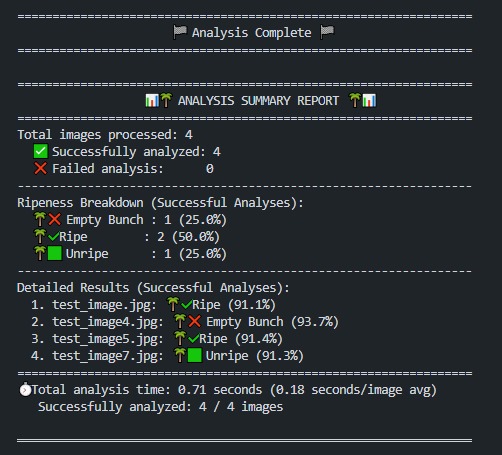 ================================================================
🏁 Analysis Complete 🏁
================================================================
================================================================
📊🌴 ANALYSIS SUMMARY REPORT 🌴📊
================================================================
Total images processed: 4
✅ Successfully analyzed: 4
❌ Failed analysis: 0
----------------------------------------------------------------
Ripeness Breakdown (Successful Analyses):
🌴❌ Empty Bunch : 1 (25.0%)
🌴✔Ripe : 2 (50.0%)
🌴🟩 Unripe : 1 (25.0%)
----------------------------------------------------------------
Detailed Results (Successful Analyses):
1. test_image.jpg: 🌴✔Ripe (91.1%)
2. test_image4.jpg: 🌴❌ Empty Bunch (93.7%)
3. test_image5.jpg: 🌴✔Ripe (91.4%)
4. test_image7.jpg: 🌴🟩 Unripe (91.3%)
================================================================
⏱Total analysis time: 0.71 seconds (0.18 seconds/image avg)
Successfully analyzed: 4 / 4 images
================================================================